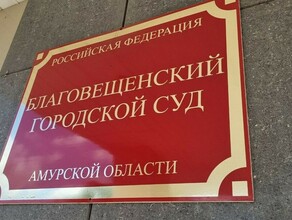 РОССИЙСКАЯ ФЕДЕРАЦИЯ
БЛАГОВЕЩЕНСКИЙ
ГОРОДСКОЙ СУД
АМУРСКОЙ ОБЛАСТИ